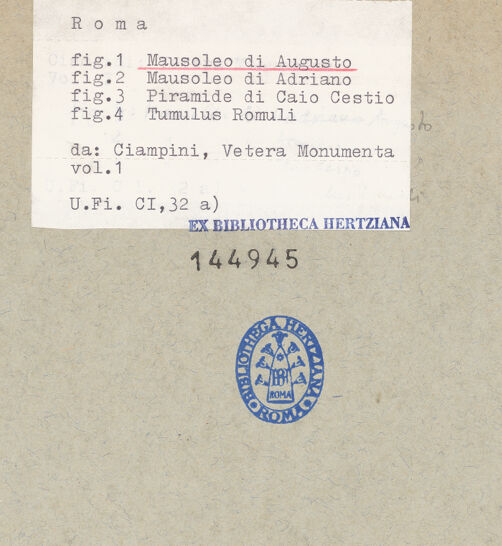 R o m a
fig.1 Mausoleo di Augusto
fig.2 Mausoleo di Adriano
fig.3 Piramide di Caio Cestio
fig.4 Tumulus Romuli
da: Ciampini, Vetera Monumenta
vol.1
U.Fi. CI,32 a)
EX BIBLIOTHECA HERTZIANA
144945
BIBLIOTHECA HERTZIANA
BH
ROMA
ROMA